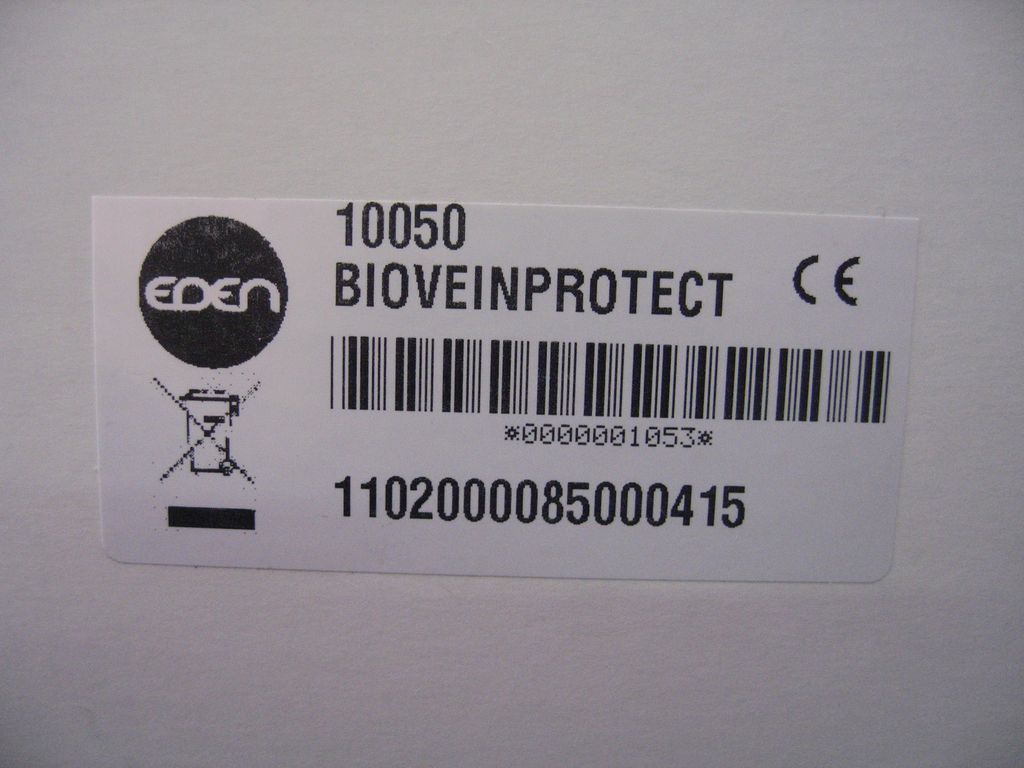 EDEN
10050
BIOVEINPROTECT
CE
*0000001053*
1102000085000415